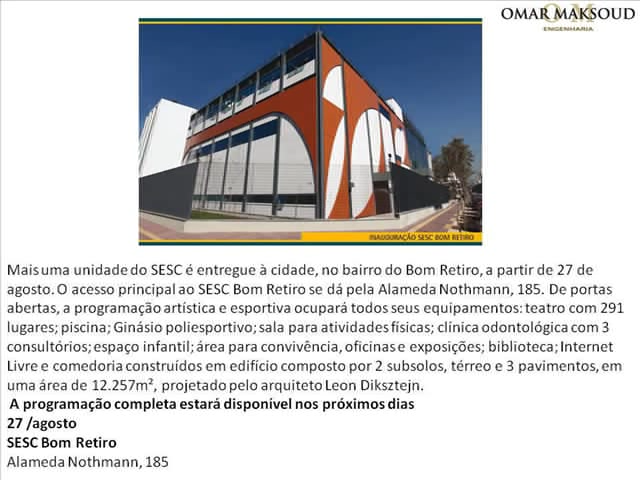 OMAR MAKSOUD
ENGENHARIA
INAUGURAÇÃO SESC BOM RETIRO
Mais uma unidade do SESC é entregue à cidade, no bairro do Bom Retiro, a partir de 27 de
agosto. O acesso principal ao SESC Bom Retiro se dá pela Alameda Nothmann, 185. De portas
abertas, a programação artística e esportiva ocupará todos seus equipamentos: teatro com 291
lugares; piscina; Ginásio poliesportivo; sala para atividades físicas; clínica odontológica com 3
consultórios; espaço infantil; área para convivência, oficinas e exposições; biblioteca; Internet
Livre e comedoria construídos em edifício composto por 2 subsolos, térreo e 3 pavimentos, em
uma área de 12.257m², projetado pelo arquiteto Leon Diksztejn.
A programação completa estará disponível nos próximos dias
27 /agosto
SESC Bom Retiro
Alameda Nothmann, 185